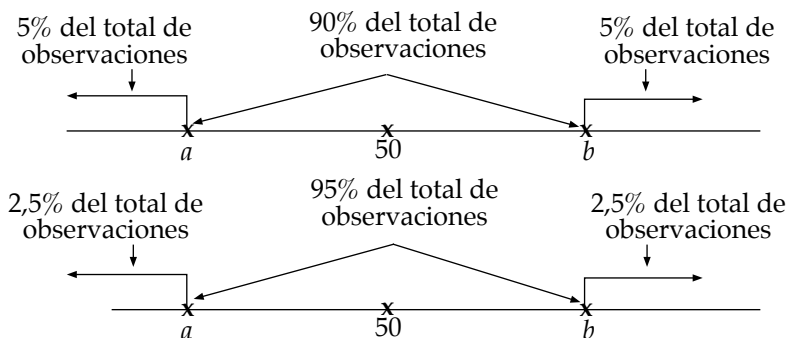 5% del total de
observaciones
90% del total de
observaciones
5% del total de
observaciones
x x x
a 50 b
2,5% del total de
observaciones
95% del total de
observaciones
2,5% del total de
observaciones
x x x
a 50 b